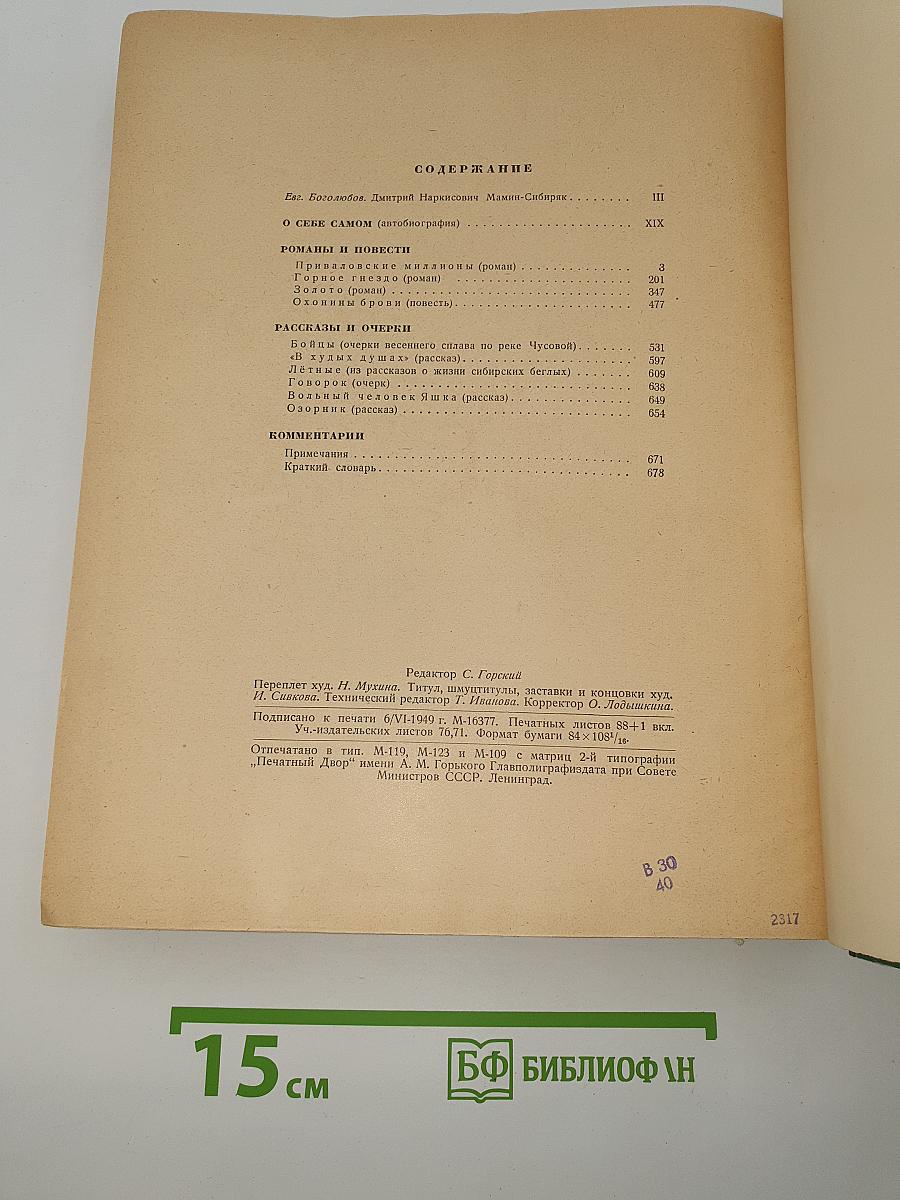 СОДЕРЖАНИЕ
Евг. Боголюбов. Дмитрий Наркисович Мамин-Сибиряк . . . . . . . . III
О СЕБЕ САМОМ (автобиография) . . . . . . . . . . . . . . . . . . . . . XIX
РОМАНЫ И ПОВЕСТИ
Приваловские миллионы (роман) . . . . . . . . . . . . . . 3
Горное гнездо (роман) . . . . . . . . . . . . . . . . . . . . . . 201
Золото (роман) . . . . . . . . . . . . . . . . . . . . . . . . . . . . 347
Охонины брови (повесть) . . . . . . . . . . . . . . . . . . . . . 477
РАССКАЗЫ И ОЧЕРКИ
Бойцы (очерки весеннего сплава по реке Чусовой) . . . . . . . 531
«В худых душах» (рассказ) . . . . . . . . . . . . . . . . . . . . . 597
Лётные (из рассказов о жизни сибирских беглых) . . . . . . . 609
Говорок (очерк) . . . . . . . . . . . . . . . . . . . . . . . . . . . 638
Вольный человек Яшка (рассказ) . . . . . . . . . . . . . . . 649
Озорник (рассказ) . . . . . . . . . . . . . . . . . . . . . . . . . . 654
КОММЕНТАРИИ
Примечания . . . . . . . . . . . . . . . . . . . . . . . . . . . . . . 671
Краткий словарь . . . . . . . . . . . . . . . . . . . . . . . . . . . 678
Редактор С. Горский
Переплет худ. Н. Мухина. Титул, шмуцтитулы, заставки и концовки худ.
И. Сивкова. Технический редактор Т. Иванова. Корректор О. Лодышкина.
Подписано к печати 6/VI-1949 г. М-16377. Печатных листов 88+1 вкл.
Уч.-издательских листов 76,71. Формат бумаги 84×108¹/₁₆.
Отпечатано в тип. М-119, М-123 и М-109 с матриц 2-й типографии
„Печатный Двор“ имени А. М. Горького Главполиграфиздата при Совете
Министров СССР. Ленинград.
В 30
40
2317
15 см
БФ БИБЛИОФ\Н